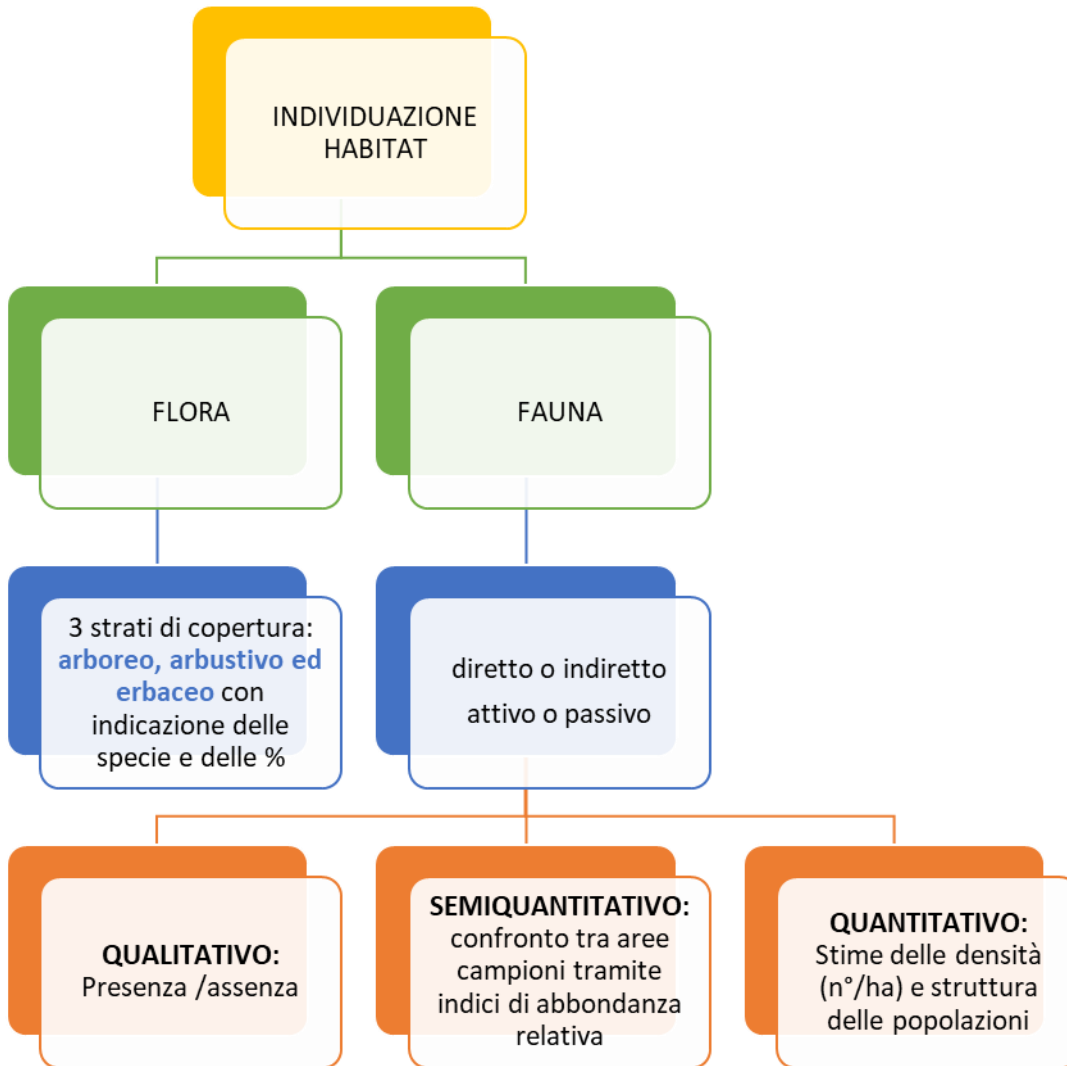 INDIVIDUAZIONE
HABITAT
FLORA
FAUNA
3 strati di copertura:
arboreo, arbustivo ed
erbaceo con
indicazione delle
specie e delle %
diretto o indiretto
attivo o passivo
QUALITATIVO:
Presenza /assenza
SEMIQUANTITATIVO:
confronto tra aree
campioni tramite
indici di abbondanza
relativa
QUANTITATIVO:
Stime delle densità
(n°/ha) e struttura
delle popolazioni